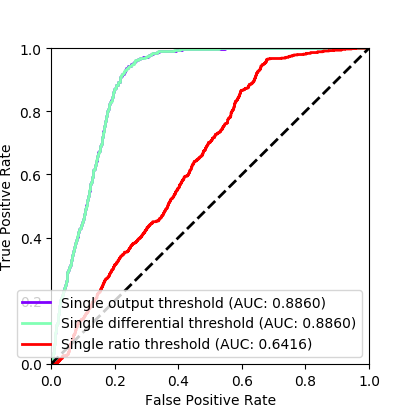 1.0
0.8
0.6
0.4
0.2
0.0
True Positive Rate
Single output threshold (AUC: 0.8860)
Single differential threshold (AUC: 0.8860)
Single ratio threshold (AUC: 0.6416)
0.0 0.2 0.4 0.6 0.8 1.0
False Positive Rate